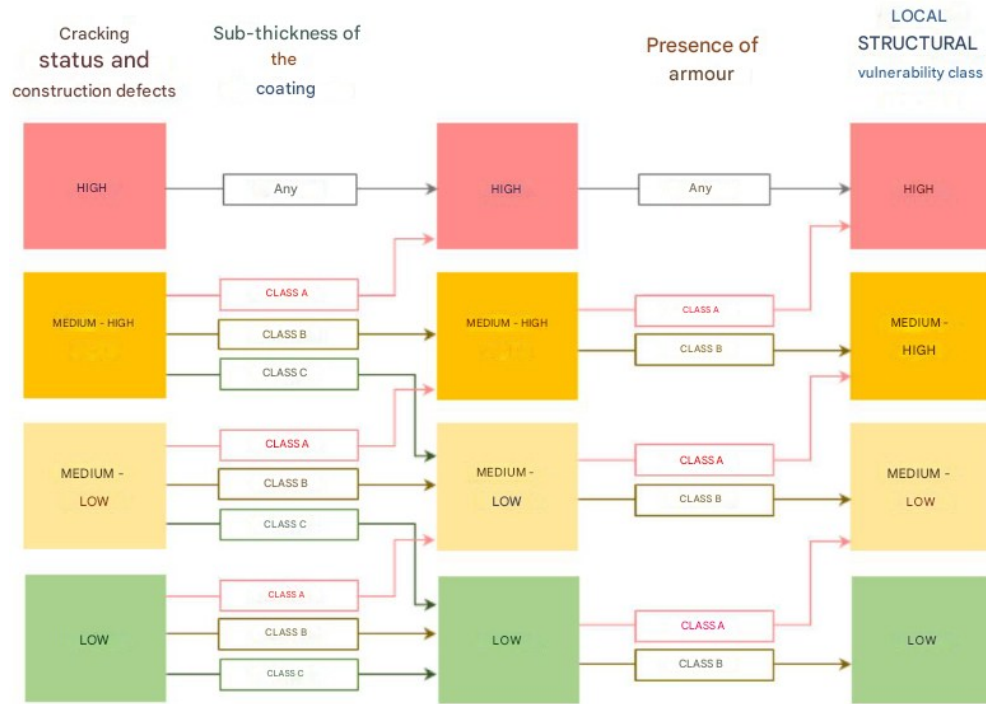 Cracking
status and
construction defects
Sub-thickness of
the
coating
Presence of
armour
LOCAL
STRUCTURAL
vulnerability class
HIGH
Any
HIGH
Any
HIGH
MEDIUM - HIGH
CLASS A
CLASS B
CLASS C
MEDIUM - HIGH
CLASS A
CLASS B
MEDIUM -
HIGH
MEDIUM -
LOW
CLASS A
CLASS B
CLASS C
MEDIUM -
LOW
CLASS A
CLASS B
MEDIUM -
LOW
LOW
CLASS A
CLASS B
CLASS C
LOW
CLASS A
CLASS B
LOW